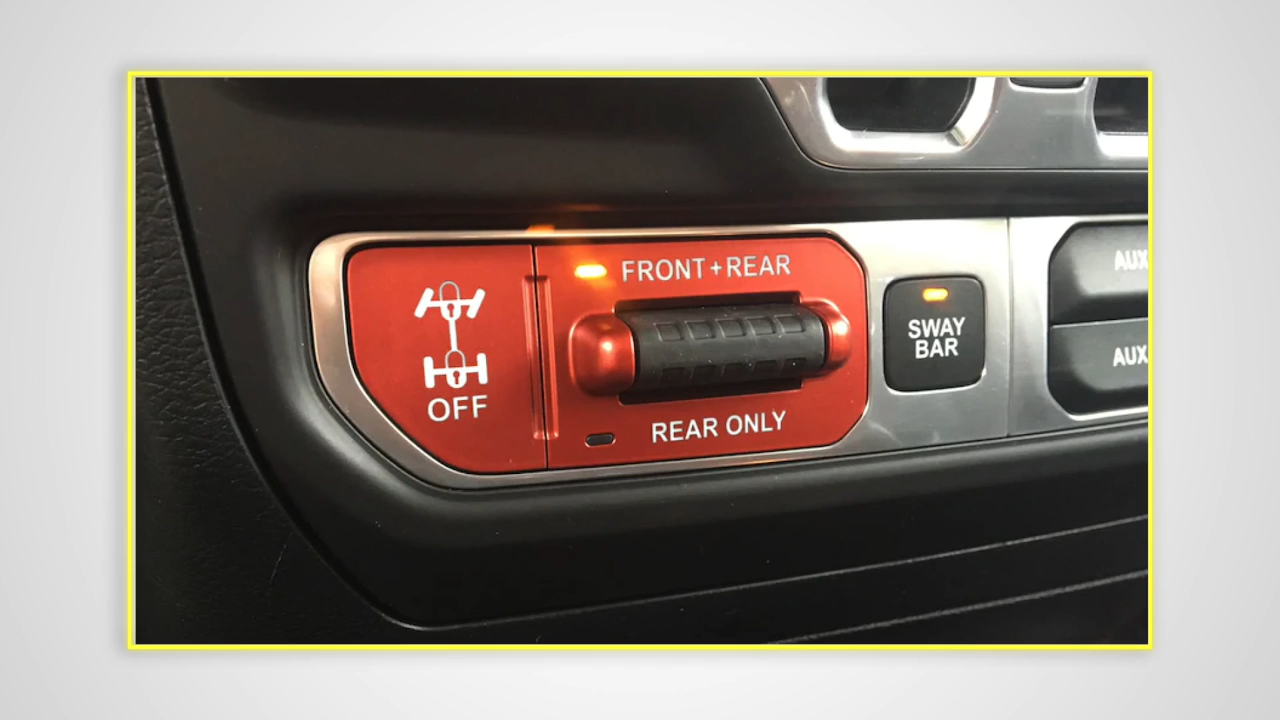 FRONT+REAR
OFF
REAR ONLY
SWAY
BAR
AUX
AUX